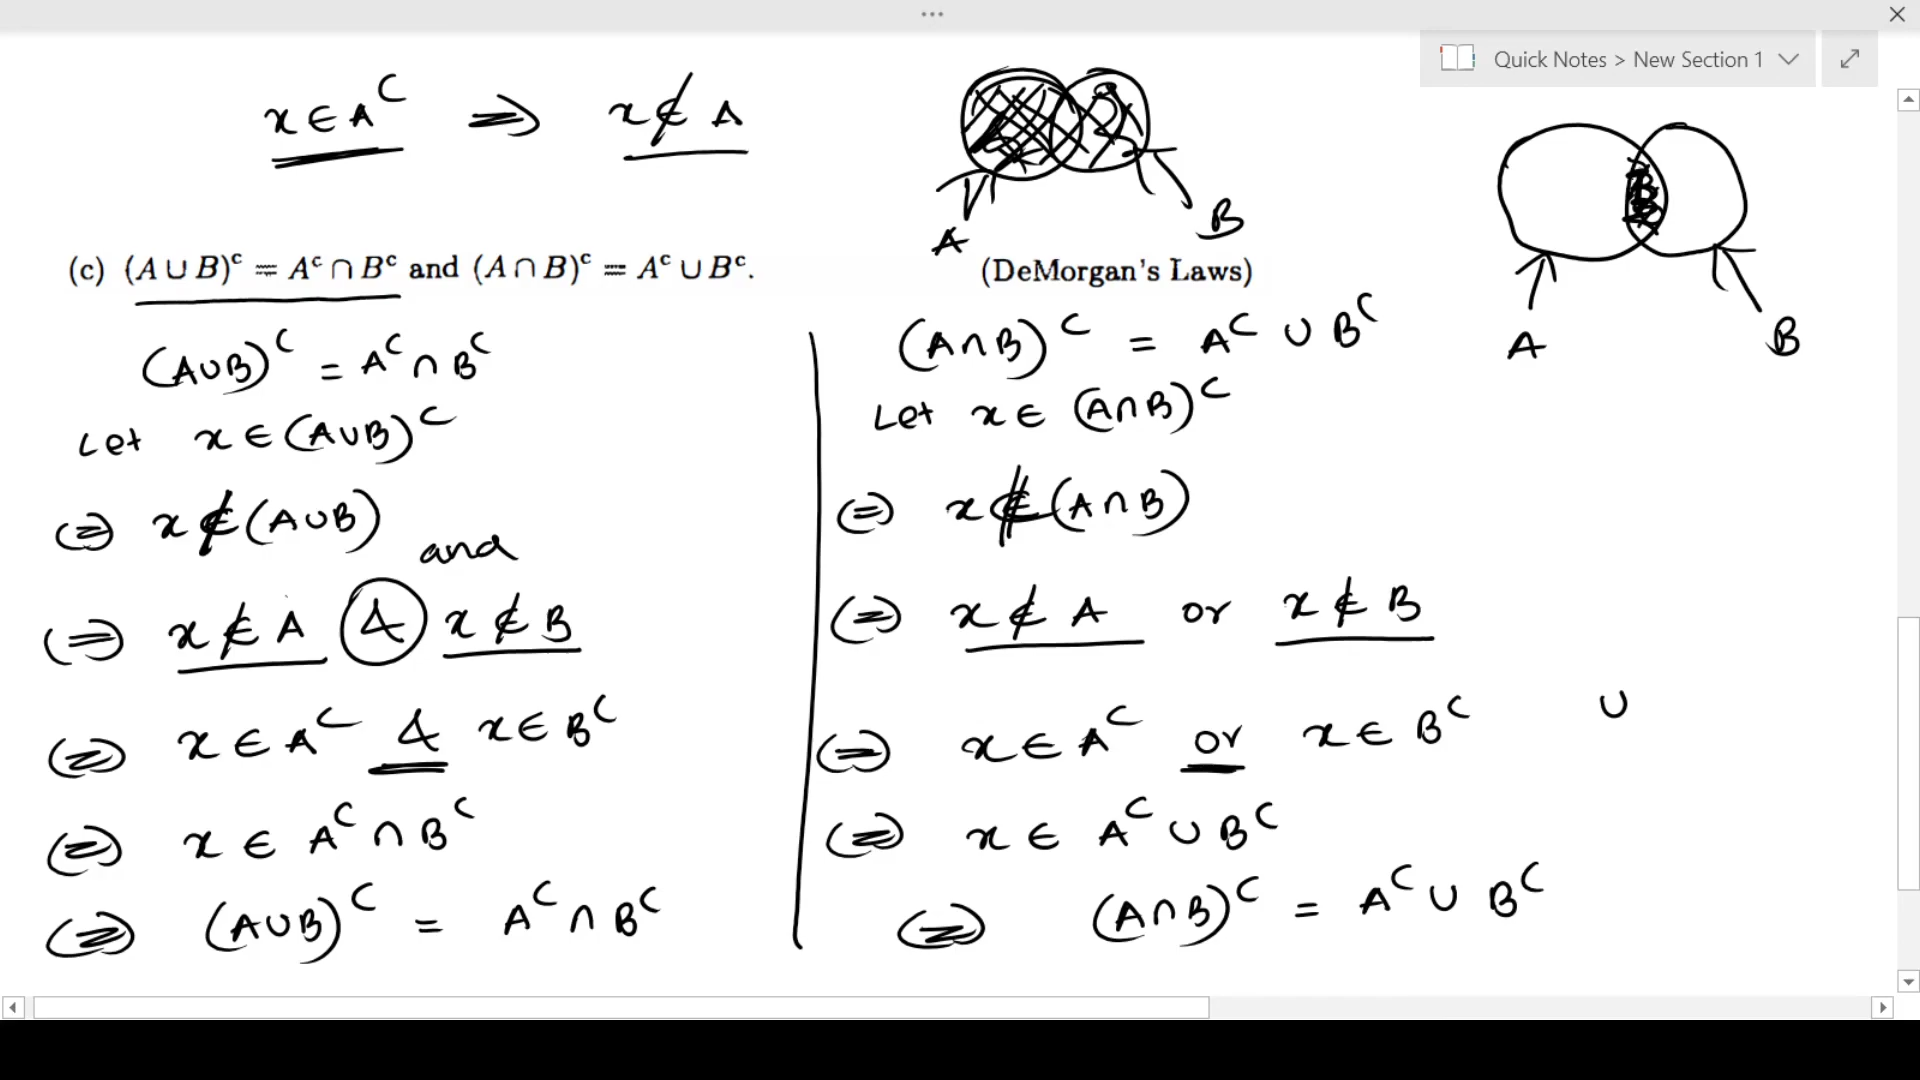 Quick Notes > New Section 1
x ∈ A^C ⇒ x ∉ A
A B
A B
(c) (A ∪ B)^c = A^c ∩ B^c and (A ∩ B)^c = A^c ∪ B^c. (DeMorgan's Laws)
(A∪B)^C = A^C ∩ B^C
Let x ∈ (A∪B)^C
⇔ x ∉ (A∪B)
and
⇔ x ∉ A & x ∉ B
⇔ x ∈ A^C & x ∈ B^C
⇔ x ∈ A^C ∩ B^C
⇔ (A∪B)^C = A^C ∩ B^C
(A∩B)^C = A^C ∪ B^C
Let x ∈ (A∩B)^C
⇔ x ∉ (A∩B)
⇔ x ∉ A or x ∉ B
⇔ x ∈ A^C or x ∈ B^C ∪
⇔ x ∈ A^C ∪ B^C
⇔ (A∩B)^C = A^C ∪ B^C